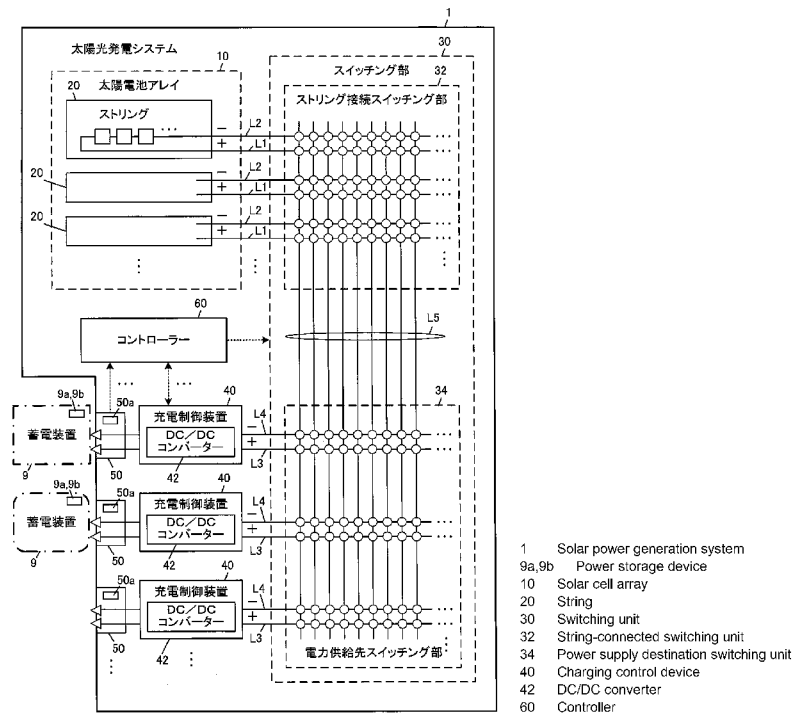 1
30
太陽光発電システム
10
スイッチング部
32
太陽電池アレイ
20
ストリング接続スイッチング部
ストリング
...
−
L2
+
L1
...
...
20
−
L2
+
L1
...
...
20
−
L2
+
L1
...
...
⋮
⋮
⋮
60
コントローラー
L5
...
...
34
9a,9b
50a
40
充電制御装置
蓄電装置
DC/DC
コンバーター
−
L4
+
L3
...
...
9
50
42
9a,9b
50a
40
充電制御装置
蓄電装置
DC/DC
コンバーター
−
L4
+
L3
...
...
9
50
42
50a
40
充電制御装置
DC/DC
コンバーター
−
L4
+
L3
...
...
50
42
電力供給先スイッチング部
⋮
⋮
⋮
1 Solar power generation system
9a,9b Power storage device
10 Solar cell array
20 String
30 Switching unit
32 String-connected switching unit
34 Power supply destination switching unit
40 Charging control device
42 DC/DC converter
60 Controller